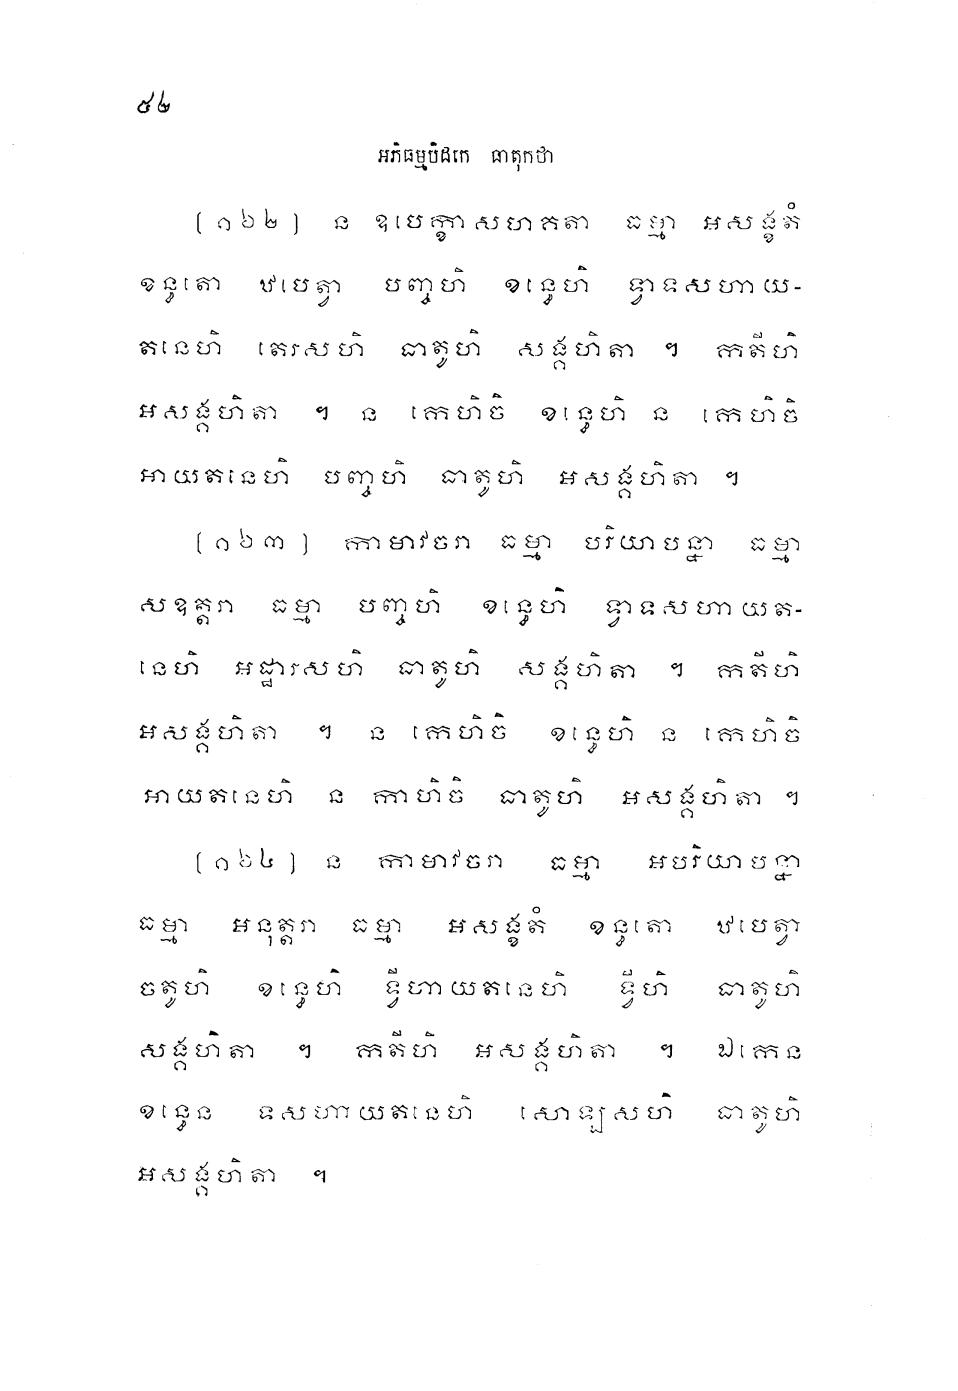 ៥៤
អភិធម្មបិដកេ ធាតុកថា
(១៦២) ន ឧបេក្ខាសហគតា ធម្មា អសង្ខតំ
ខន្ធតោ ឋបេត្វា បញ្ចហិ ខន្ធេហិ ទ្វាទសហាយ-
តនេហិ តេរសហិ ធាតូហិ សង្គហិតា ។ កតីហិ
អសង្គហិតា ។ ន កេហិចិ ខន្ធេហិ ន កេហិចិ
អាយតនេហិ បញ្ចហិ ធាតូហិ អសង្គហិតា ។
(១៦៣) កាមាវចរា ធម្មា បរិយាបន្នា ធម្មា
សឧត្តរា ធម្មា បញ្ចហិ ខន្ធេហិ ទ្វាទសហាយត-
នេហិ អដ្ឋារសហិ ធាតូហិ សង្គហិតា ។ កតីហិ
អសង្គហិតា ។ ន កេហិចិ ខន្ធេហិ ន កេហិចិ
អាយតនេហិ ន កាហិចិ ធាតូហិ អសង្គហិតា ។
(១៦៤) ន កាមាវចរា ធម្មា អបរិយាបន្នា
ធម្មា អនុត្តរា ធម្មា អសង្ខតំ ខន្ធតោ ឋបេត្វា
ចតូហិ ខន្ធេហិ ទ្វីហាយតនេហិ ទ្វីហិ ធាតូហិ
សង្គហិតា ។ កតីហិ អសង្គហិតា ។ ឯកេន
ខន្ធេន ទសហាយតនេហិ សោឡសហិ ធាតូហិ
អសង្គហិតា ។